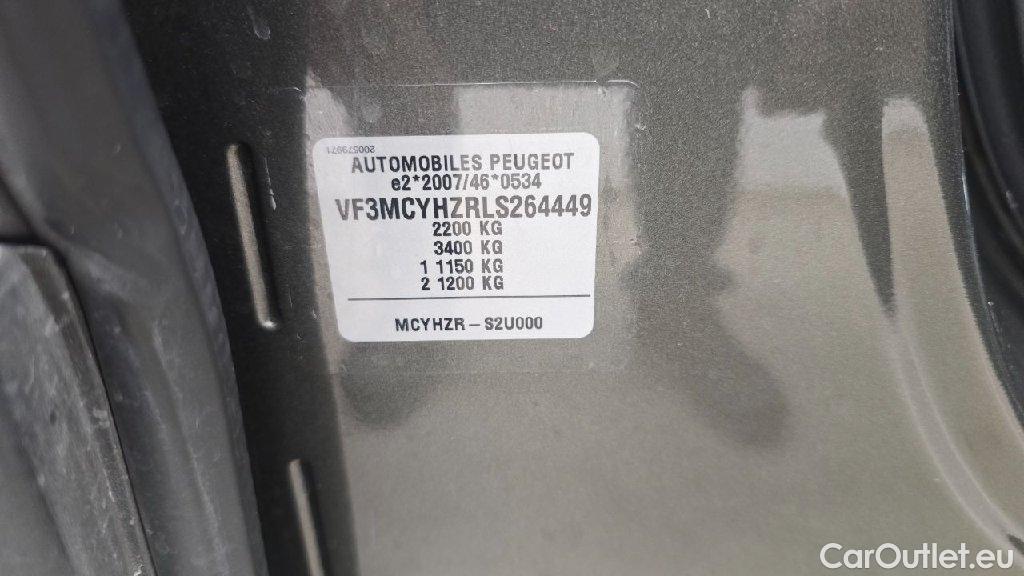 200579971
AUTOMOBILES PEUGEOT
e2*2007/46*0534
VF3MCYHZRLS264449
2200 KG
3400 KG
1 1150 KG
2 1200 KG
MCYHZR – S2U000
CarOutlet.eu